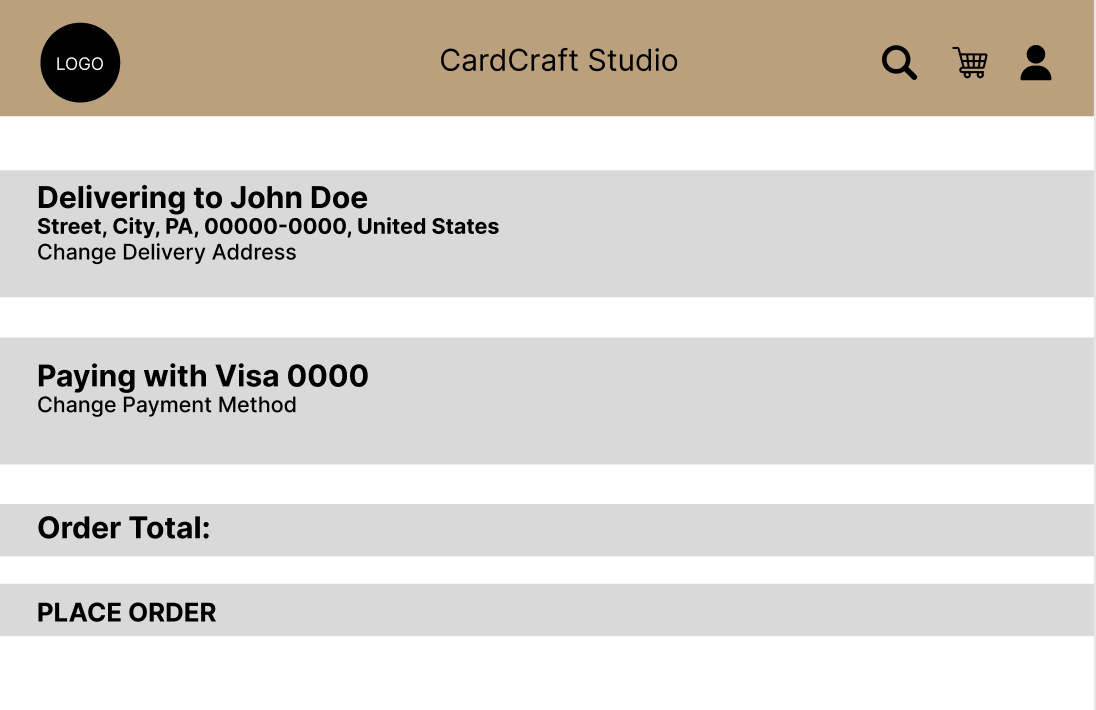 LOGO
CardCraft Studio
Delivering to John Doe
Street, City, PA, 00000-0000, United States
Change Delivery Address
Paying with Visa 0000
Change Payment Method
Order Total:
PLACE ORDER